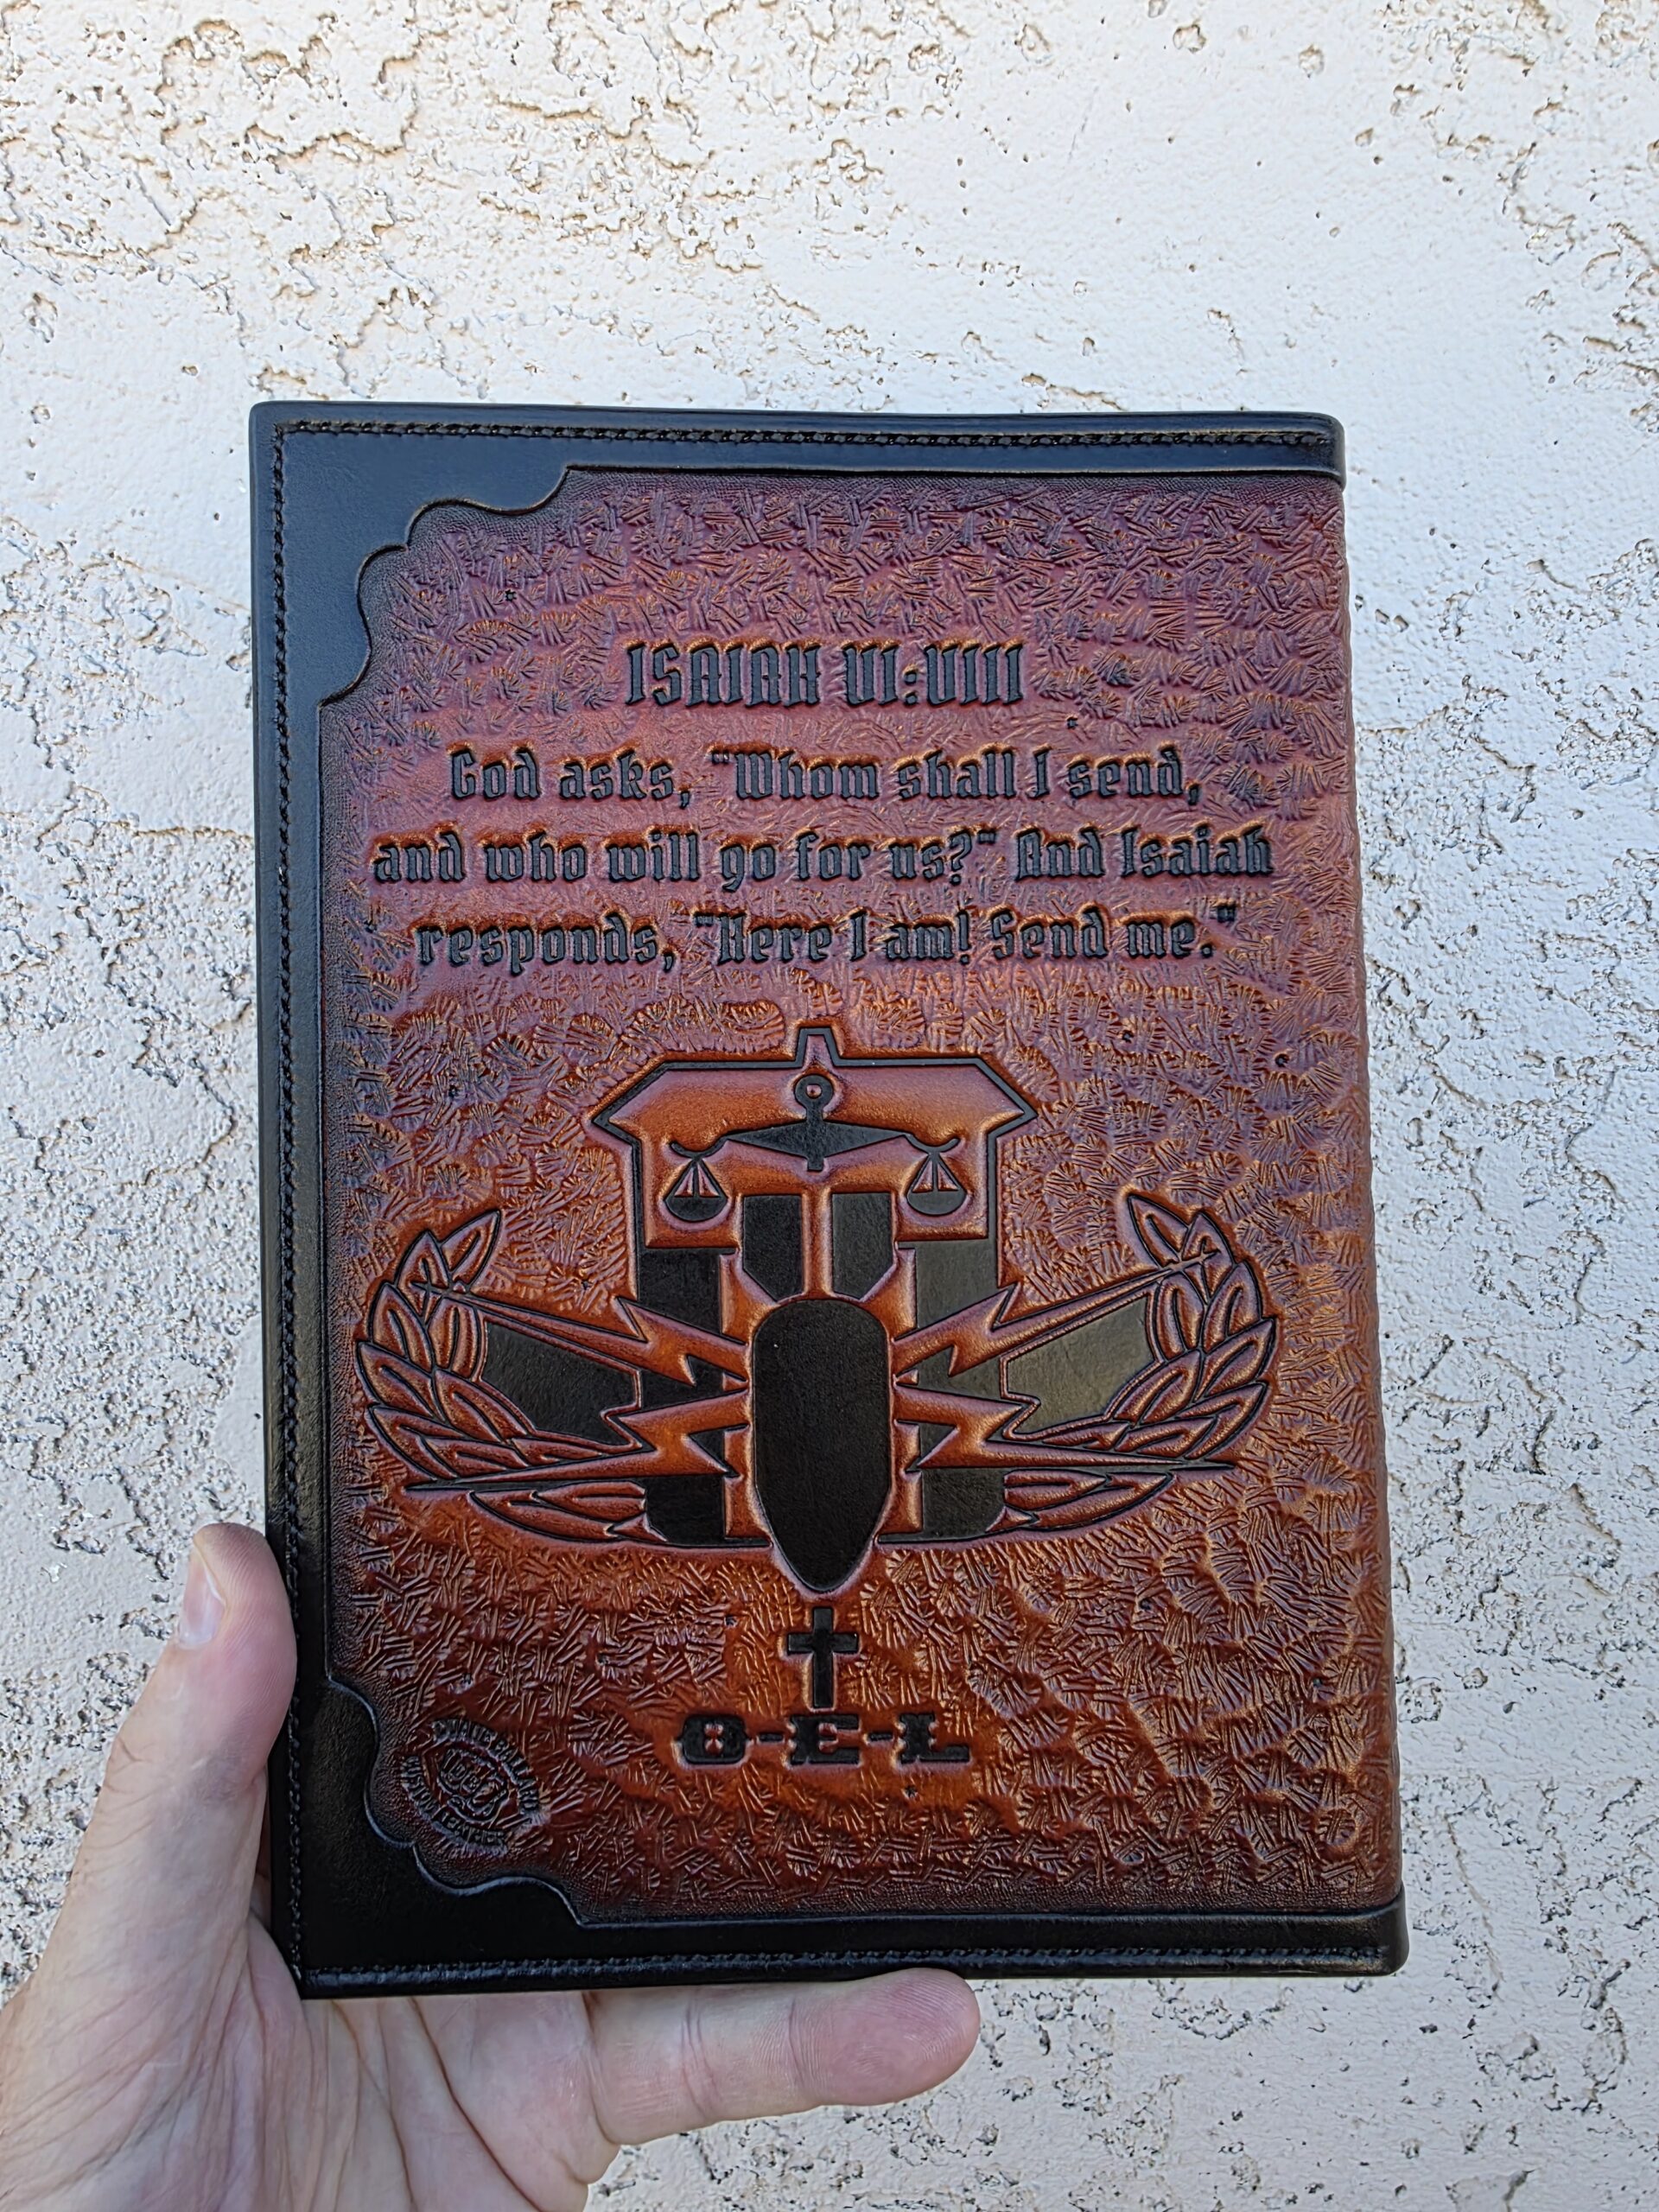 ISAIAH VI:VIII
God asks, "Whom shall I send,
and who will go for us?" And Isaiah
responds, "Here I am! Send me."
O-E-L